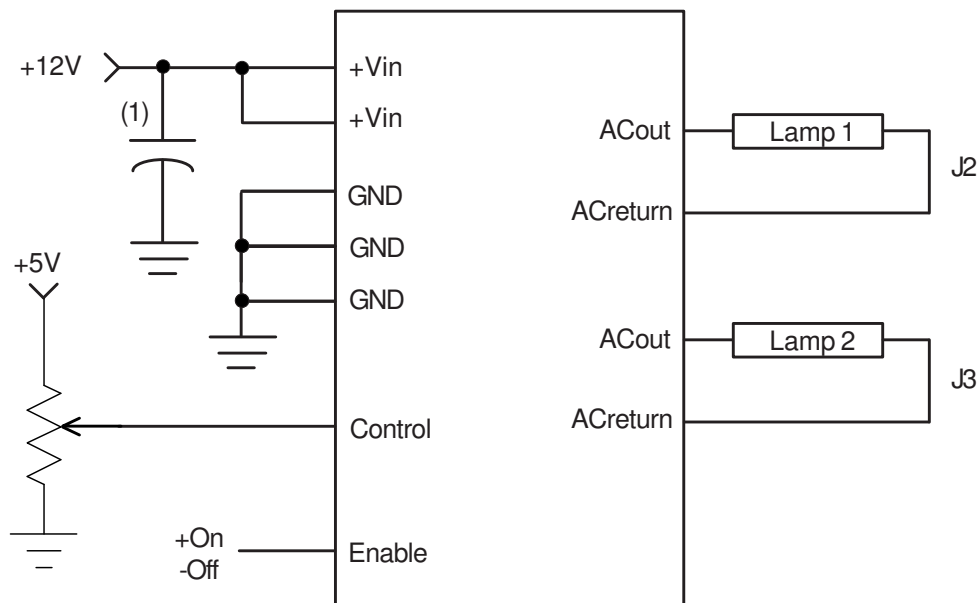 +12V
(1)
+Vin
+Vin
GND
GND
GND
+5V
Control
+On
-Off
Enable
ACout
Lamp 1
J2
ACreturn
ACout
Lamp 2
J3
ACreturn